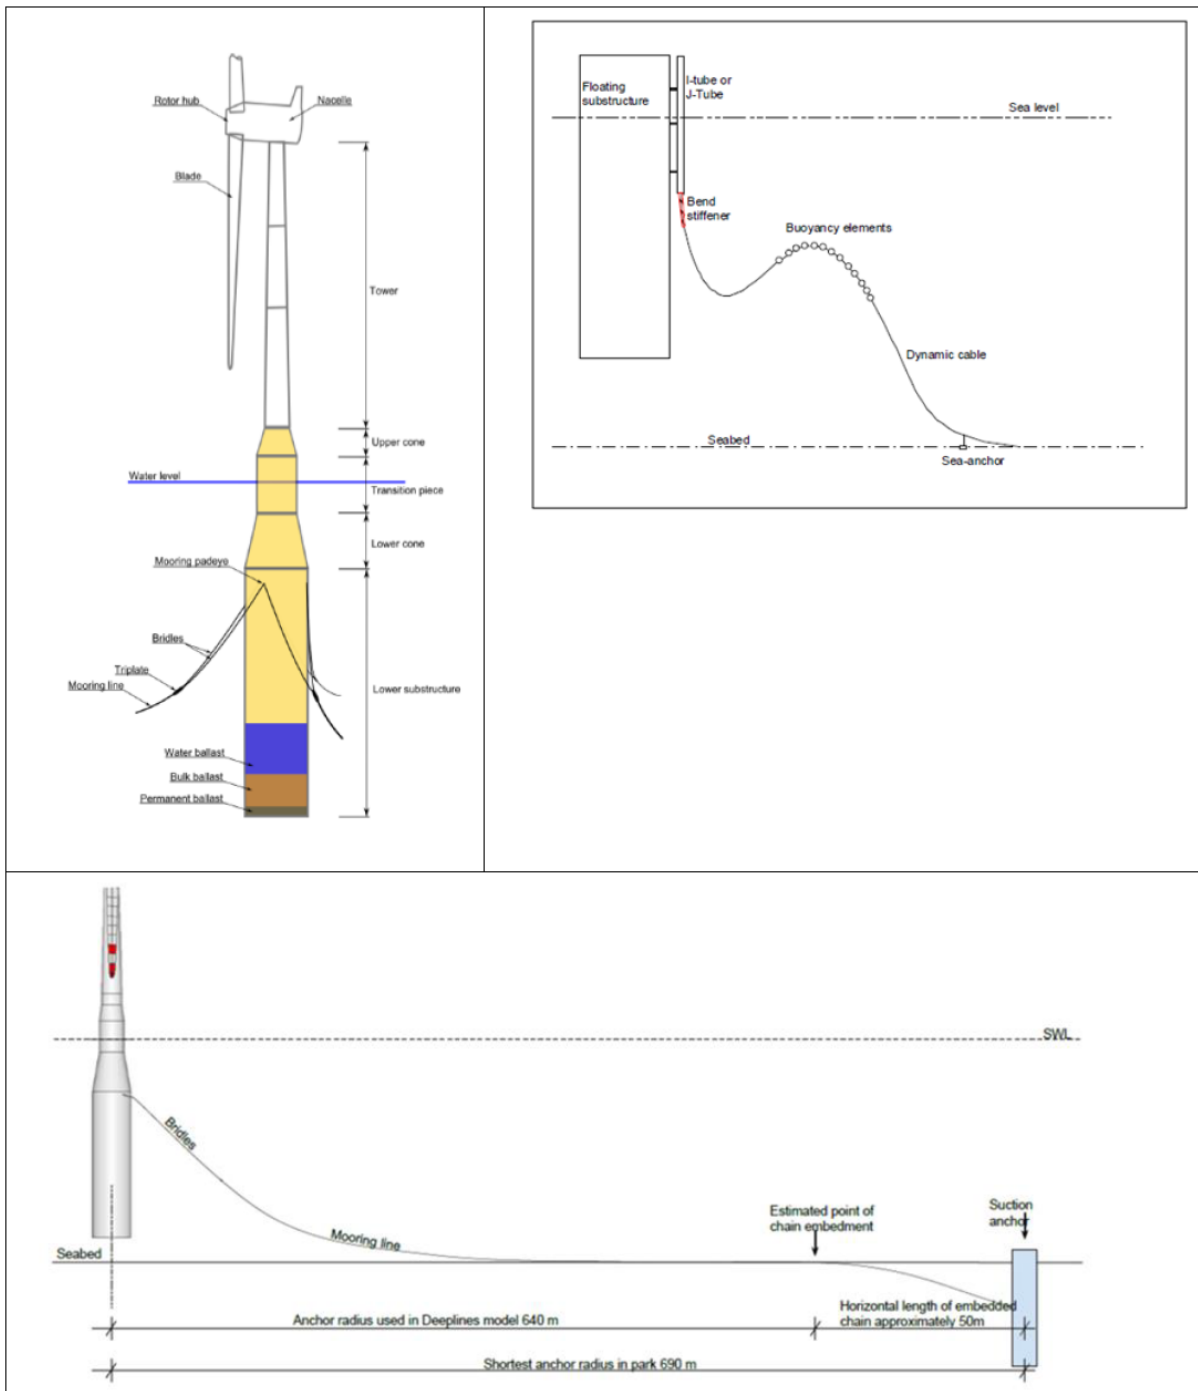 Rotor hub
Nacelle
Blade
Tower
Upper cone
Water level
Transition piece
Lower cone
Mooring padeye
Bridles
Triplate
Mooring line
Lower substructure
Water ballast
Bulk ballast
Permanent ballast
Floating
substructure
I-tube or
J-Tube
Sea level
Bend
stiffener
Buoyancy elements
Dynamic cable
Seabed
Sea-anchor
SWL
Bridles
Mooring line
Estimated point of
chain embedment
Suction
anchor
Seabed
Anchor radius used in Deeplines model 640 m
Horizontal length of embedded
chain approximately 50m
Shortest anchor radius in park 690 m